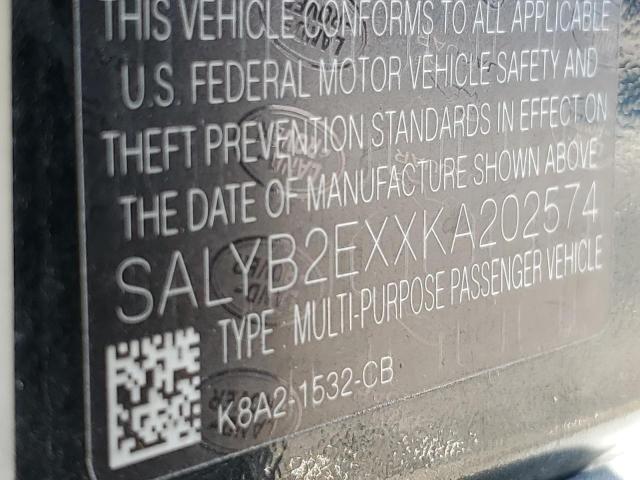 THIS VEHICLE CONFORMS TO ALL APPLICABLE
U.S. FEDERAL MOTOR VEHICLE SAFETY AND
THEFT PREVENTION STANDARDS IN EFFECT ON
THE DATE OF MANUFACTURE SHOWN ABOVE
SALYB2EXXKA202574
TYPE : MULTI-PURPOSE PASSENGER VEHICLE
K8A2-1532-CB